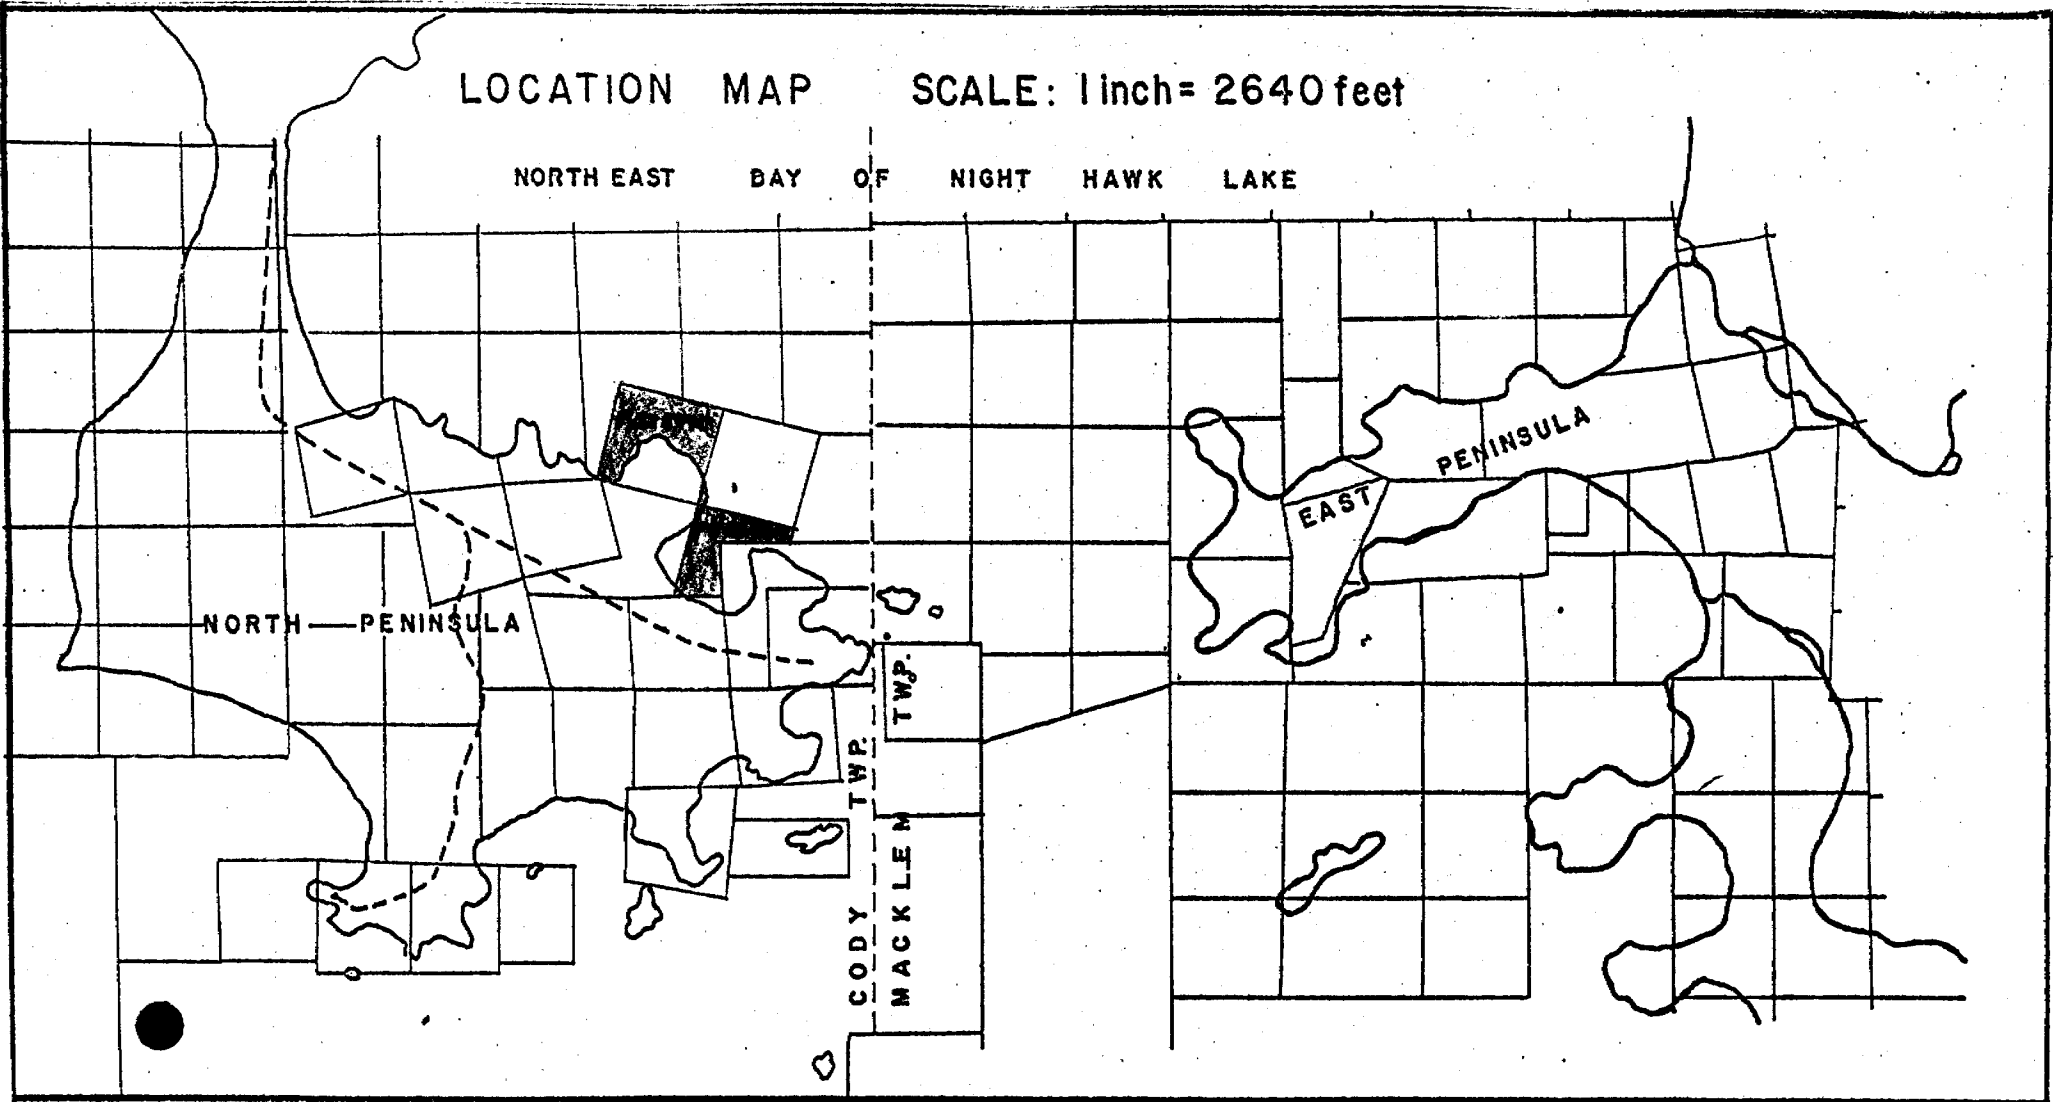 LOCATION MAP SCALE: 1 inch= 2640 feet
NORTH EAST BAY OF NIGHT HAWK LAKE
EAST PENINSULA
NORTH PENINSULA
CODY TWP.
MACKLEM TWP.